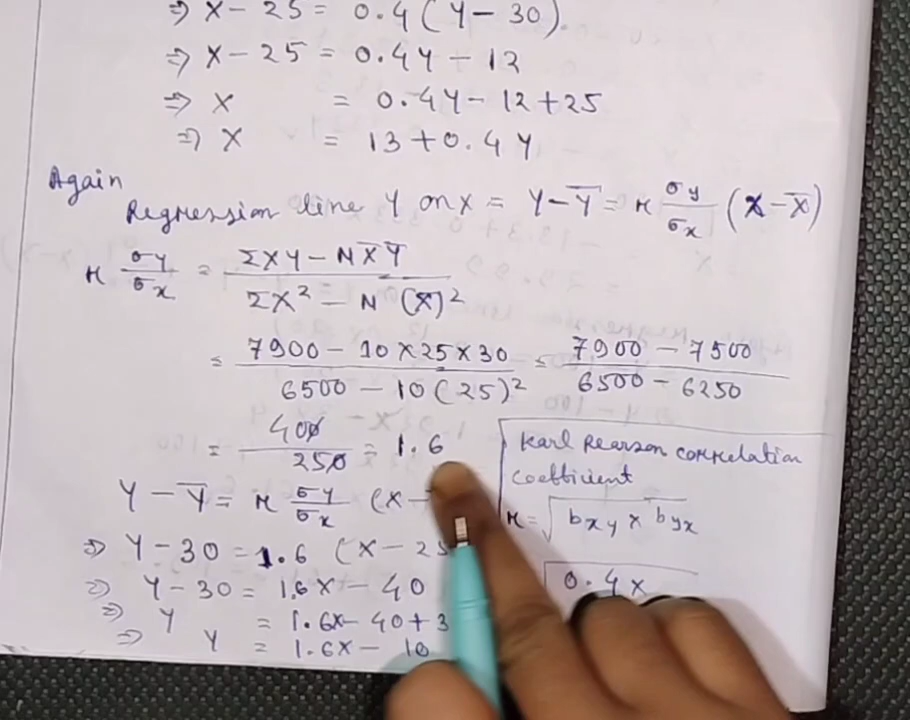 ⇒ X - 25 = 0.4 (Y - 30).
⇒ X - 25 = 0.4Y - 12
⇒ X = 0.4Y - 12 + 25
⇒ X = 13 + 0.4 Y
Again
Regression line Y on X = Y - Y̅ = r σy/σx (X - X̅)
r σy/σx = ΣXY - N X̅ Y̅ / ΣX² - N (X̅)²
= 7900 - 10 × 25 × 30 / 6500 - 10 (25)² = 7900 - 7500 / 6500 - 6250
= 400 / 250 = 1.6
Y - Y̅ = r σy/σx (X -
⇒ Y - 30 = 1.6 (X - 25
⇒ Y - 30 = 1.6X - 40
⇒ Y = 1.6X - 40 + 3
⇒ Y = 1.6X - 10
Karl Pearson correlation
coefficient
r = √ bxy × byx
√ 0.4 x